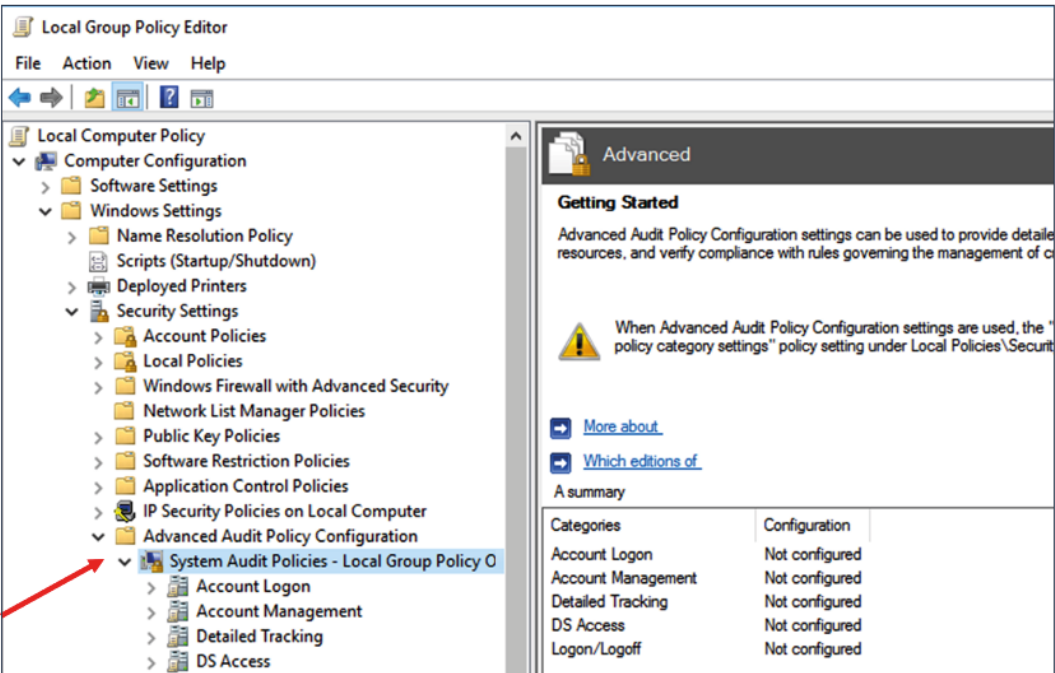 Local Group Policy Editor
File Action View Help
Local Computer Policy
Computer Configuration
Software Settings
Windows Settings
Name Resolution Policy
Scripts (Startup/Shutdown)
Deployed Printers
Security Settings
Account Policies
Local Policies
Windows Firewall with Advanced Security
Network List Manager Policies
Public Key Policies
Software Restriction Policies
Application Control Policies
IP Security Policies on Local Computer
Advanced Audit Policy Configuration
System Audit Policies - Local Group Policy O
Account Logon
Account Management
Detailed Tracking
DS Access
Advanced
Getting Started
Advanced Audit Policy Configuration settings can be used to provide detaile
resources, and verify compliance with rules governing the management of c
When Advanced Audit Policy Configuration settings are used, the "
policy category settings" policy setting under Local Policies\Securit
More about
Which editions of
A summary
Categories Configuration
Account Logon Not configured
Account Management Not configured
Detailed Tracking Not configured
DS Access Not configured
Logon/Logoff Not configured